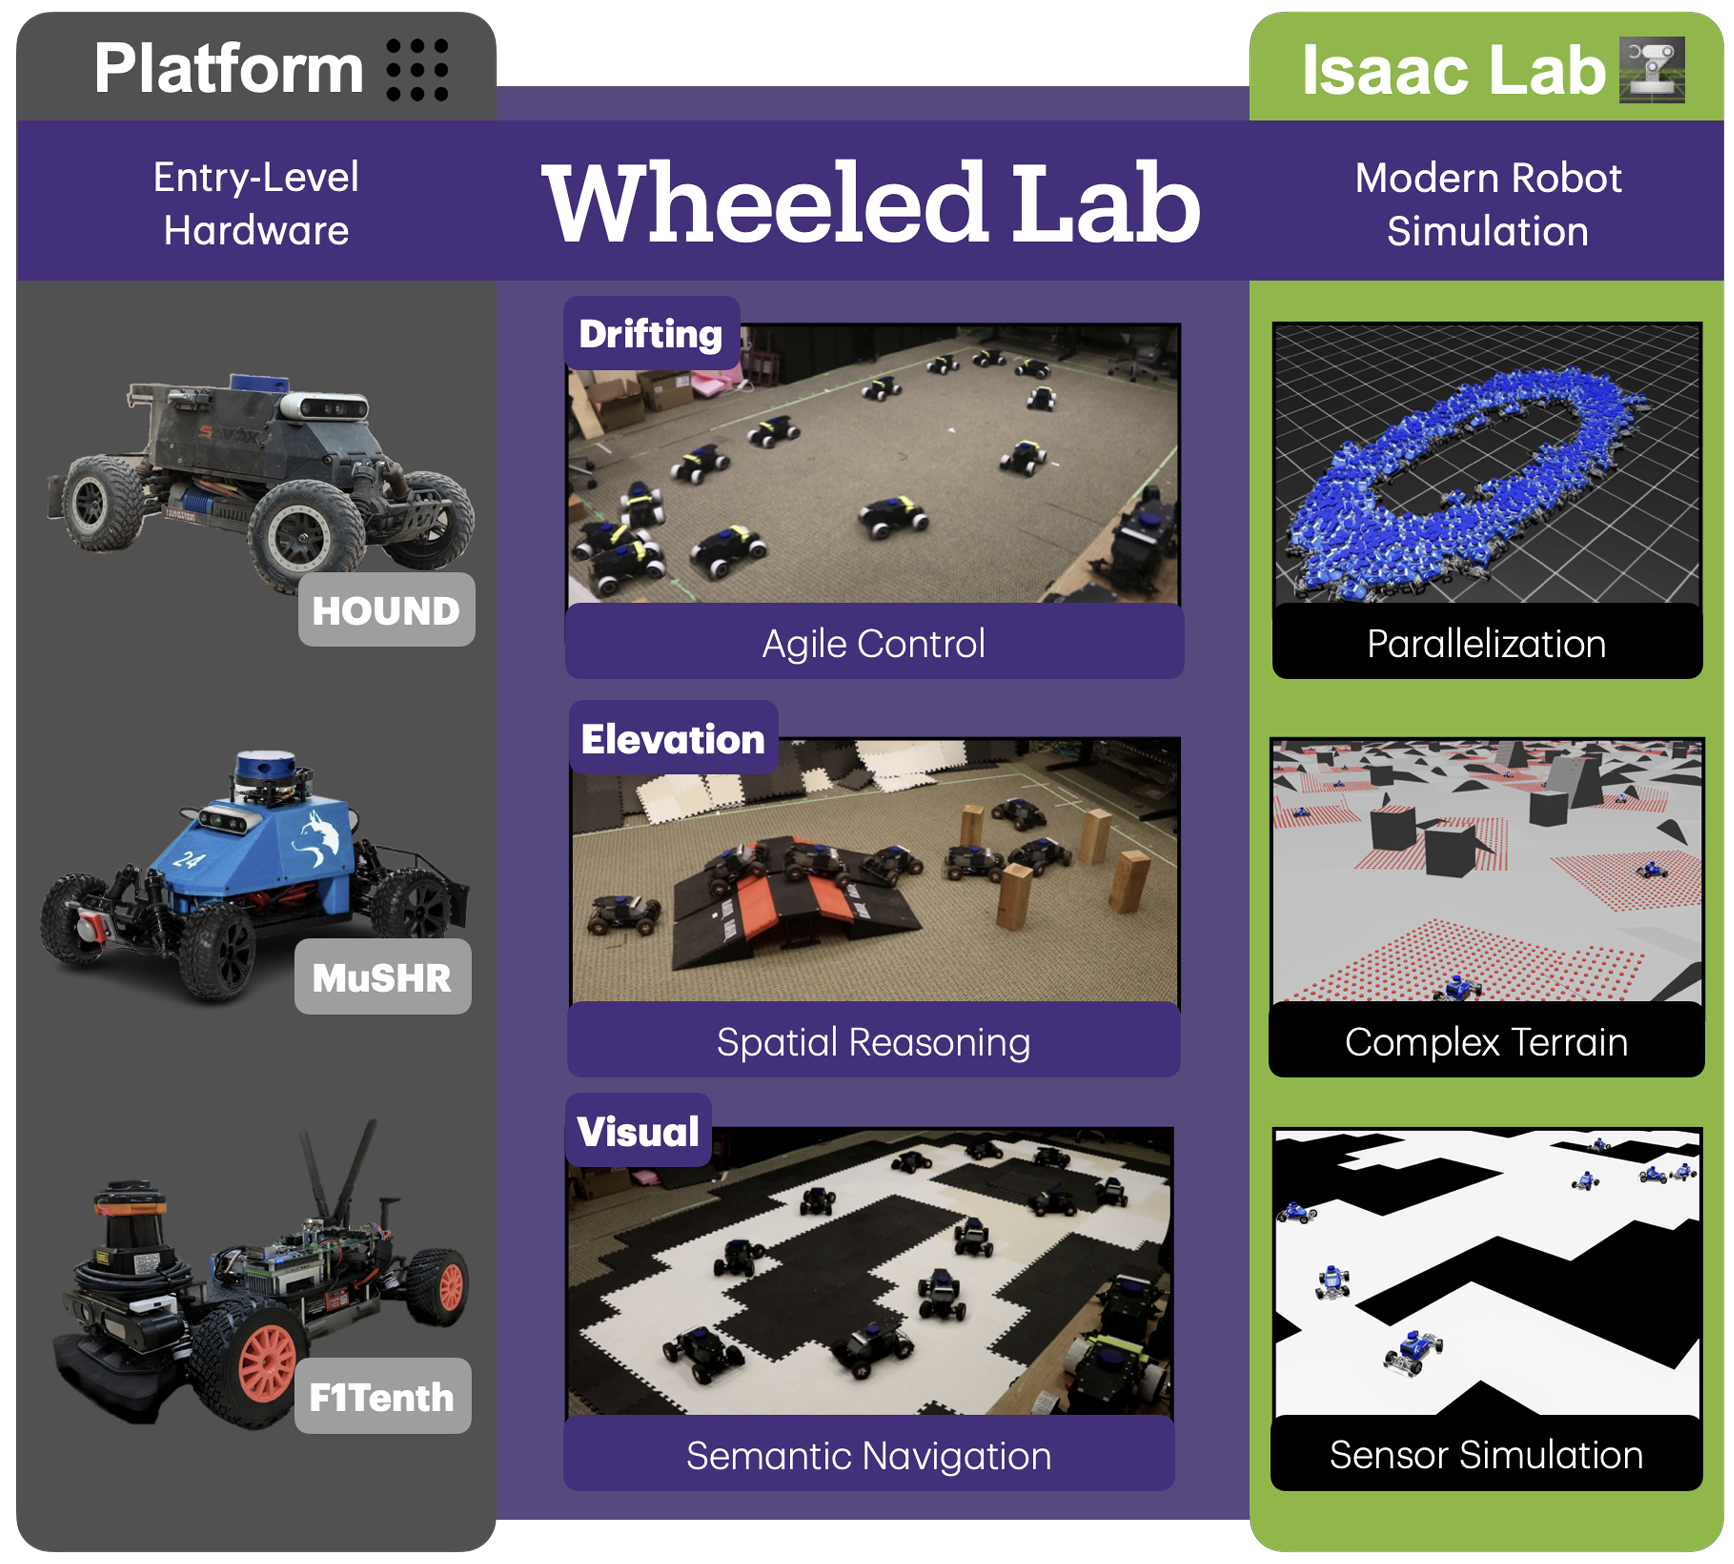 Platform
Isaac Lab
Entry-Level
Hardware
Wheeled Lab
Modern Robot
Simulation
HOUND
MuSHR
24
F1Tenth
Drifting
Agile Control
Elevation
Spatial Reasoning
Visual
Semantic Navigation
Parallelization
Complex Terrain
Sensor Simulation